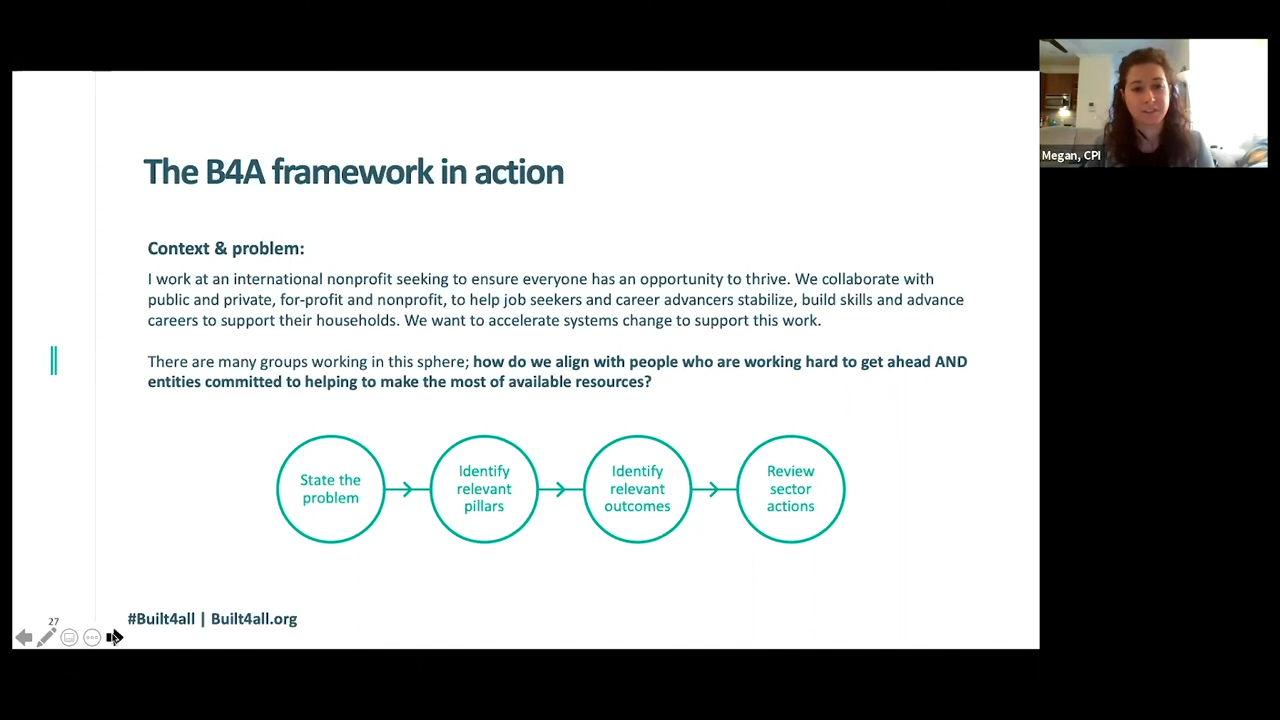 Megan, CPI
The B4A framework in action
Context & problem:
I work at an international nonprofit seeking to ensure everyone has an opportunity to thrive. We collaborate with
public and private, for-profit and nonprofit, to help job seekers and career advancers stabilize, build skills and advance
careers to support their households. We want to accelerate systems change to support this work.
There are many groups working in this sphere; how do we align with people who are working hard to get ahead AND
entities committed to helping to make the most of available resources?
State the
problem
Identify
relevant
pillars
Identify
relevant
outcomes
Review
sector
actions
27
#Built4all | Built4all.org